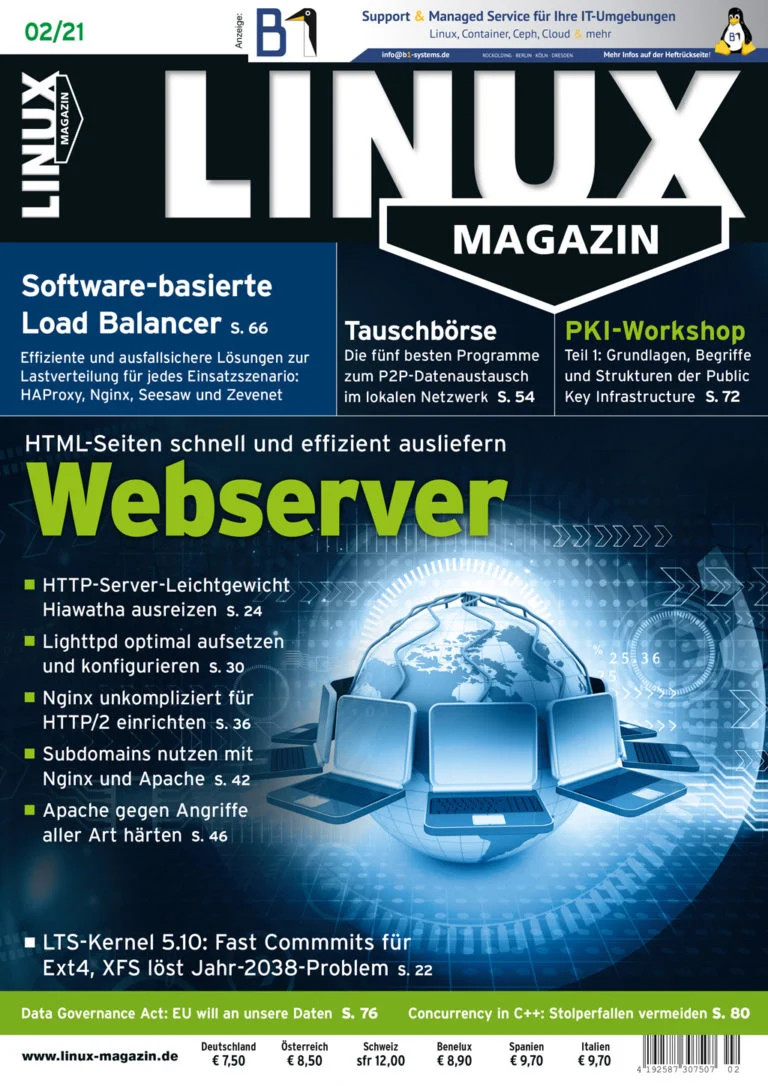 02/21
Anzeige:
B1
Support & Managed Service für Ihre IT-Umgebungen
Linux, Container, Ceph, Cloud & mehr
info@b1-systems.de
ROCKOLDING · BERLIN · KÖLN · DRESDEN
Mehr Infos auf der Heftrückseite!
B1
LINUX
MAGAZIN
LINUX
MAGAZIN
Software-basierte
Load Balancer S. 66
Effiziente und ausfallsichere Lösungen zur
Lastverteilung für jedes Einsatzszenario:
HAProxy, Nginx, Seesaw und Zevenet
Tauschbörse
Die fünf besten Programme
zum P2P-Datenaustausch
im lokalen Netzwerk S. 54
PKI-Workshop
Teil 1: Grundlagen, Begriffe
und Strukturen der Public
Key Infrastructure S. 72
HTML-Seiten schnell und effizient ausliefern
Webserver
HTTP-Server-Leichtgewicht
Hiawatha ausreizen S. 24
Lighttpd optimal aufsetzen
und konfigurieren S. 30
Nginx unkompliziert für
HTTP/2 einrichten S. 36
Subdomains nutzen mit
Nginx und Apache S. 42
Apache gegen Angriffe
aller Art härten S. 46
% 25.36
LTS-Kernel 5.10: Fast Commmits für
Ext4, XFS löst Jahr-2038-Problem S. 22
Data Governance Act: EU will an unsere Daten S. 76
Concurrency in C++: Stolperfallen vermeiden S. 80
www.linux-magazin.de
Deutschland
€ 7,50
Österreich
€ 8,50
Schweiz
sfr 12,00
Benelux
€ 8,90
Spanien
€ 9,70
Italien
€ 9,70
4 192587 307507 02